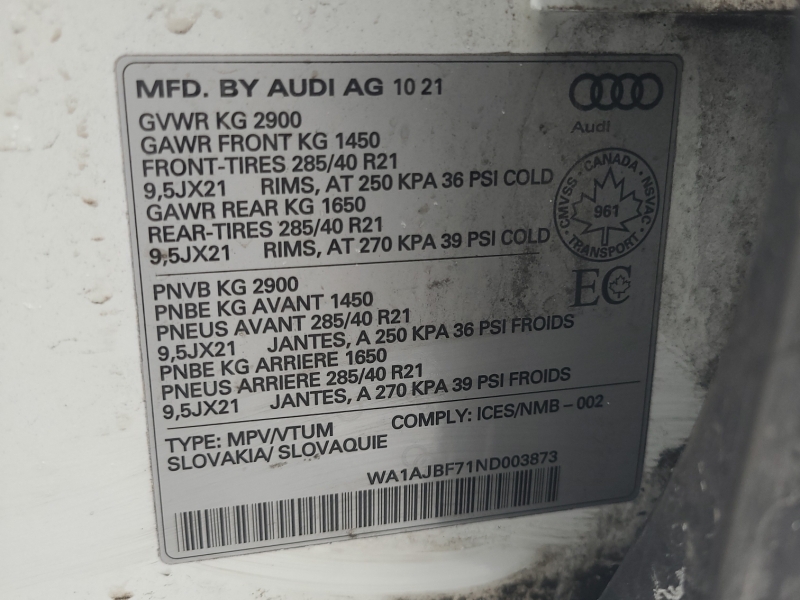 MFD. BY AUDI AG 10 21
Audi
GVWR KG 2900
GAWR FRONT KG 1450
FRONT-TIRES 285/40 R21
9,5JX21 RIMS, AT 250 KPA 36 PSI COLD
GAWR REAR KG 1650
REAR-TIRES 285/40 R21
9,5JX21 RIMS, AT 270 KPA 39 PSI COLD
CANADA · NSVAC · TRANSPORT · CMVSS
961
EC
PNVB KG 2900
PNBE KG AVANT 1450
PNEUS AVANT 285/40 R21
9,5JX21 JANTES, A 250 KPA 36 PSI FROIDS
PNBE KG ARRIERE 1650
PNEUS ARRIERE 285/40 R21
9,5JX21 JANTES, A 270 KPA 39 PSI FROIDS
TYPE: MPV/VTUM COMPLY: ICES/NMB-002
SLOVAKIA/ SLOVAQUIE
WA1AJBF71ND003873